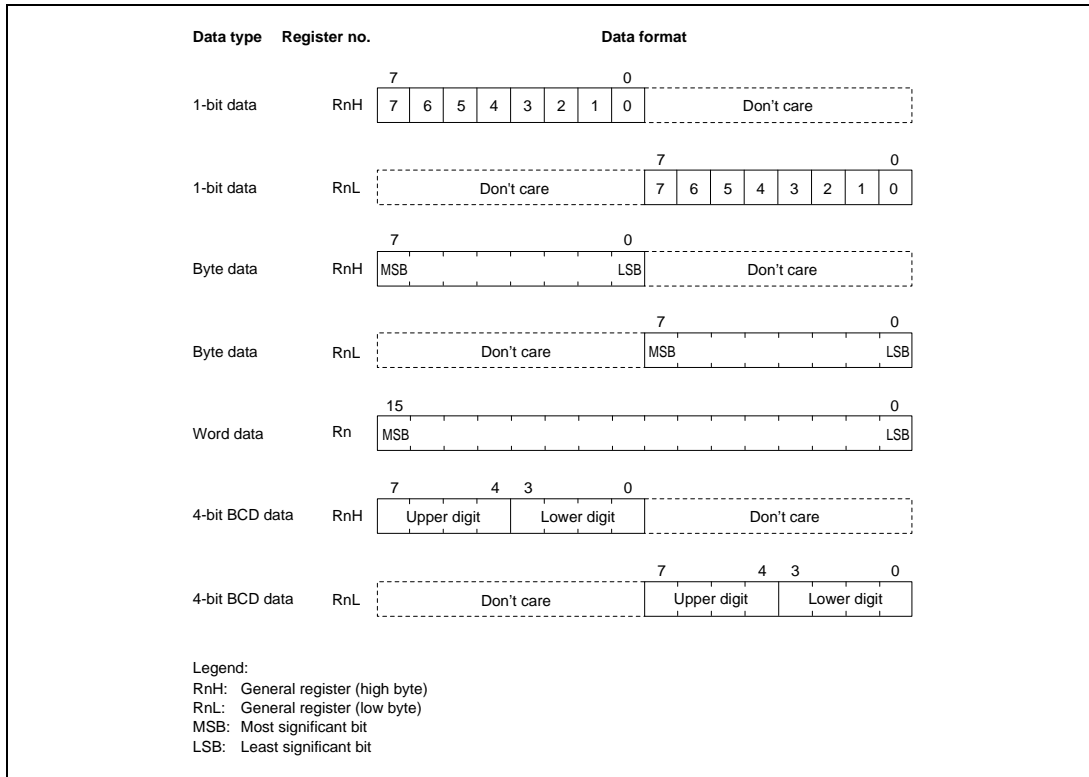 Data type Register no. Data format
7 0
1-bit data RnH 7 6 5 4 3 2 1 0 Don't care
7 0
1-bit data RnL Don't care 7 6 5 4 3 2 1 0
7 0
Byte data RnH MSB LSB Don't care
7 0
Byte data RnL Don't care MSB LSB
15 0
Word data Rn MSB LSB
7 4 3 0
4-bit BCD data RnH Upper digit Lower digit Don't care
7 4 3 0
4-bit BCD data RnL Don't care Upper digit Lower digit
Legend:
RnH: General register (high byte)
RnL: General register (low byte)
MSB: Most significant bit
LSB: Least significant bit